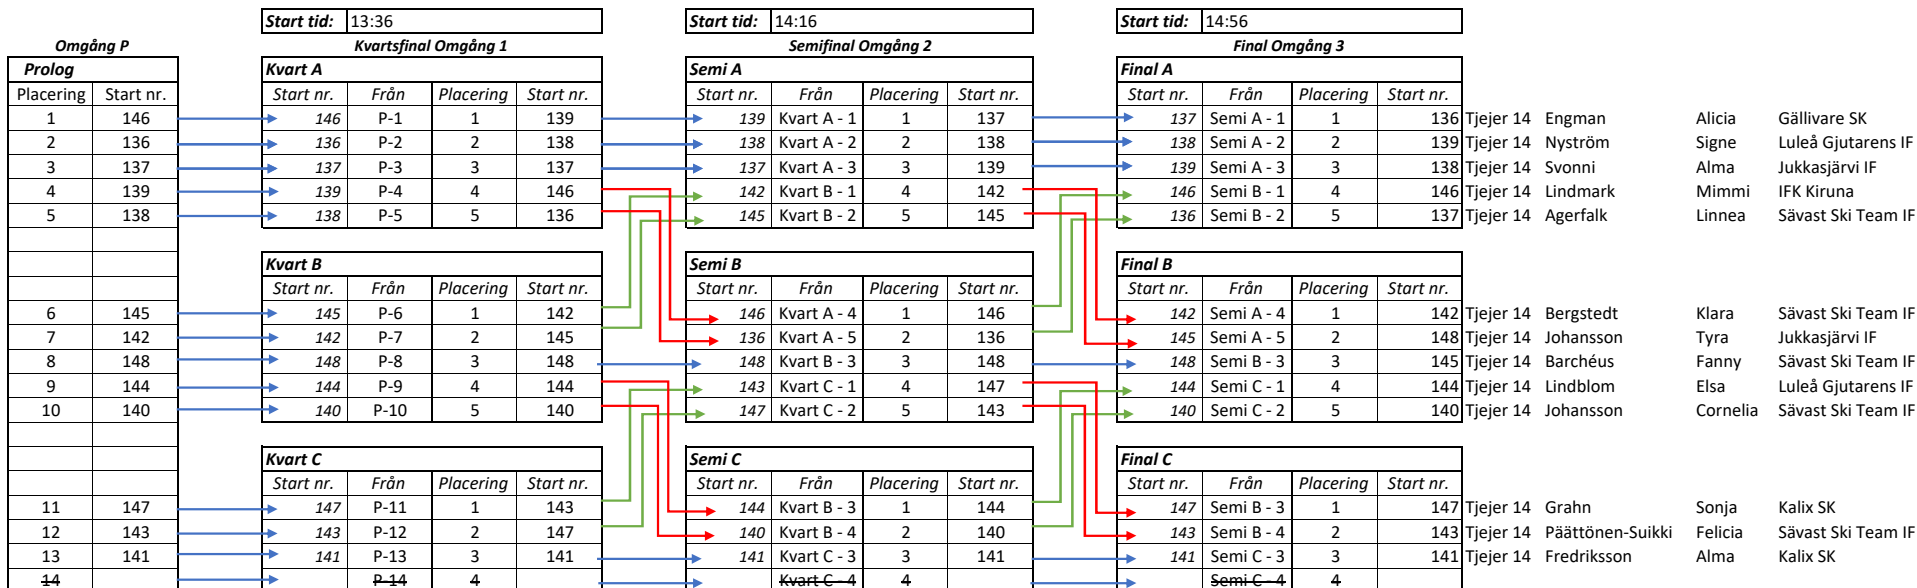 Start tid: 13:36 Start tid: 14:16 Start tid: 14:56
Omgång P Kvartsfinal Omgång 1 Semifinal Omgång 2 Final Omgång 3
Prolog Kvart A Semi A Final A
Placering Start nr. Start nr. Från Placering Start nr. Start nr. Från Placering Start nr. Start nr. Från Placering Start nr.
1 146 146 P-1 1 139 139 Kvart A - 1 1 137 137 Semi A - 1 1 136 Tjejer 14 Engman Alicia Gällivare SK
2 136 136 P-2 2 138 138 Kvart A - 2 2 138 138 Semi A - 2 2 139 Tjejer 14 Nyström Signe Luleå Gjutarens IF
3 137 137 P-3 3 137 137 Kvart A - 3 3 139 139 Semi A - 3 3 138 Tjejer 14 Svonni Alma Jukkasjärvi IF
4 139 139 P-4 4 146 142 Kvart B - 1 4 142 146 Semi B - 1 4 146 Tjejer 14 Lindmark Mimmi IFK Kiruna
5 138 138 P-5 5 136 145 Kvart B - 2 5 145 136 Semi B - 2 5 137 Tjejer 14 Agerfalk Linnea Sävast Ski Team IF
Kvart B Semi B Final B
Start nr. Från Placering Start nr. Start nr. Från Placering Start nr. Start nr. Från Placering Start nr.
6 145 145 P-6 1 142 146 Kvart A - 4 1 146 142 Semi A - 4 1 142 Tjejer 14 Bergstedt Klara Sävast Ski Team IF
7 142 142 P-7 2 145 136 Kvart A - 5 2 136 145 Semi A - 5 2 148 Tjejer 14 Johansson Tyra Jukkasjärvi IF
8 148 148 P-8 3 148 148 Kvart B - 3 3 148 148 Semi B - 3 3 145 Tjejer 14 Barchéus Fanny Sävast Ski Team IF
9 144 144 P-9 4 144 143 Kvart C - 1 4 147 144 Semi C - 1 4 144 Tjejer 14 Lindblom Elsa Luleå Gjutarens IF
10 140 140 P-10 5 140 147 Kvart C - 2 5 143 140 Semi C - 2 5 140 Tjejer 14 Johansson Cornelia Sävast Ski Team IF
Kvart C Semi C Final C
Start nr. Från Placering Start nr. Start nr. Från Placering Start nr. Start nr. Från Placering Start nr.
11 147 147 P-11 1 143 144 Kvart B - 3 1 144 147 Semi B - 3 1 147 Tjejer 14 Grahn Sonja Kalix SK
12 143 143 P-12 2 147 140 Kvart B - 4 2 140 143 Semi B - 4 2 143 Tjejer 14 Päättönen-Suikki Felicia Sävast Ski Team IF
13 141 141 P-13 3 141 141 Kvart C - 3 3 141 141 Semi C - 3 3 141 Tjejer 14 Fredriksson Alma Kalix SK
14 P-14 4 Kvart C - 4 4 Semi C - 4 4